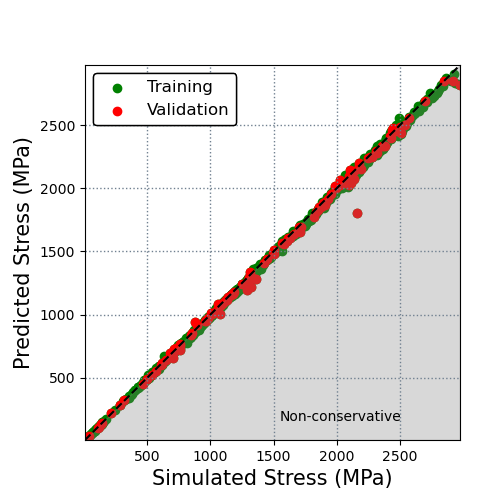 Training
Validation
Predicted Stress (MPa)
2500
2000
1500
1000
500
Non-conservative
500 1000 1500 2000 2500
Simulated Stress (MPa)